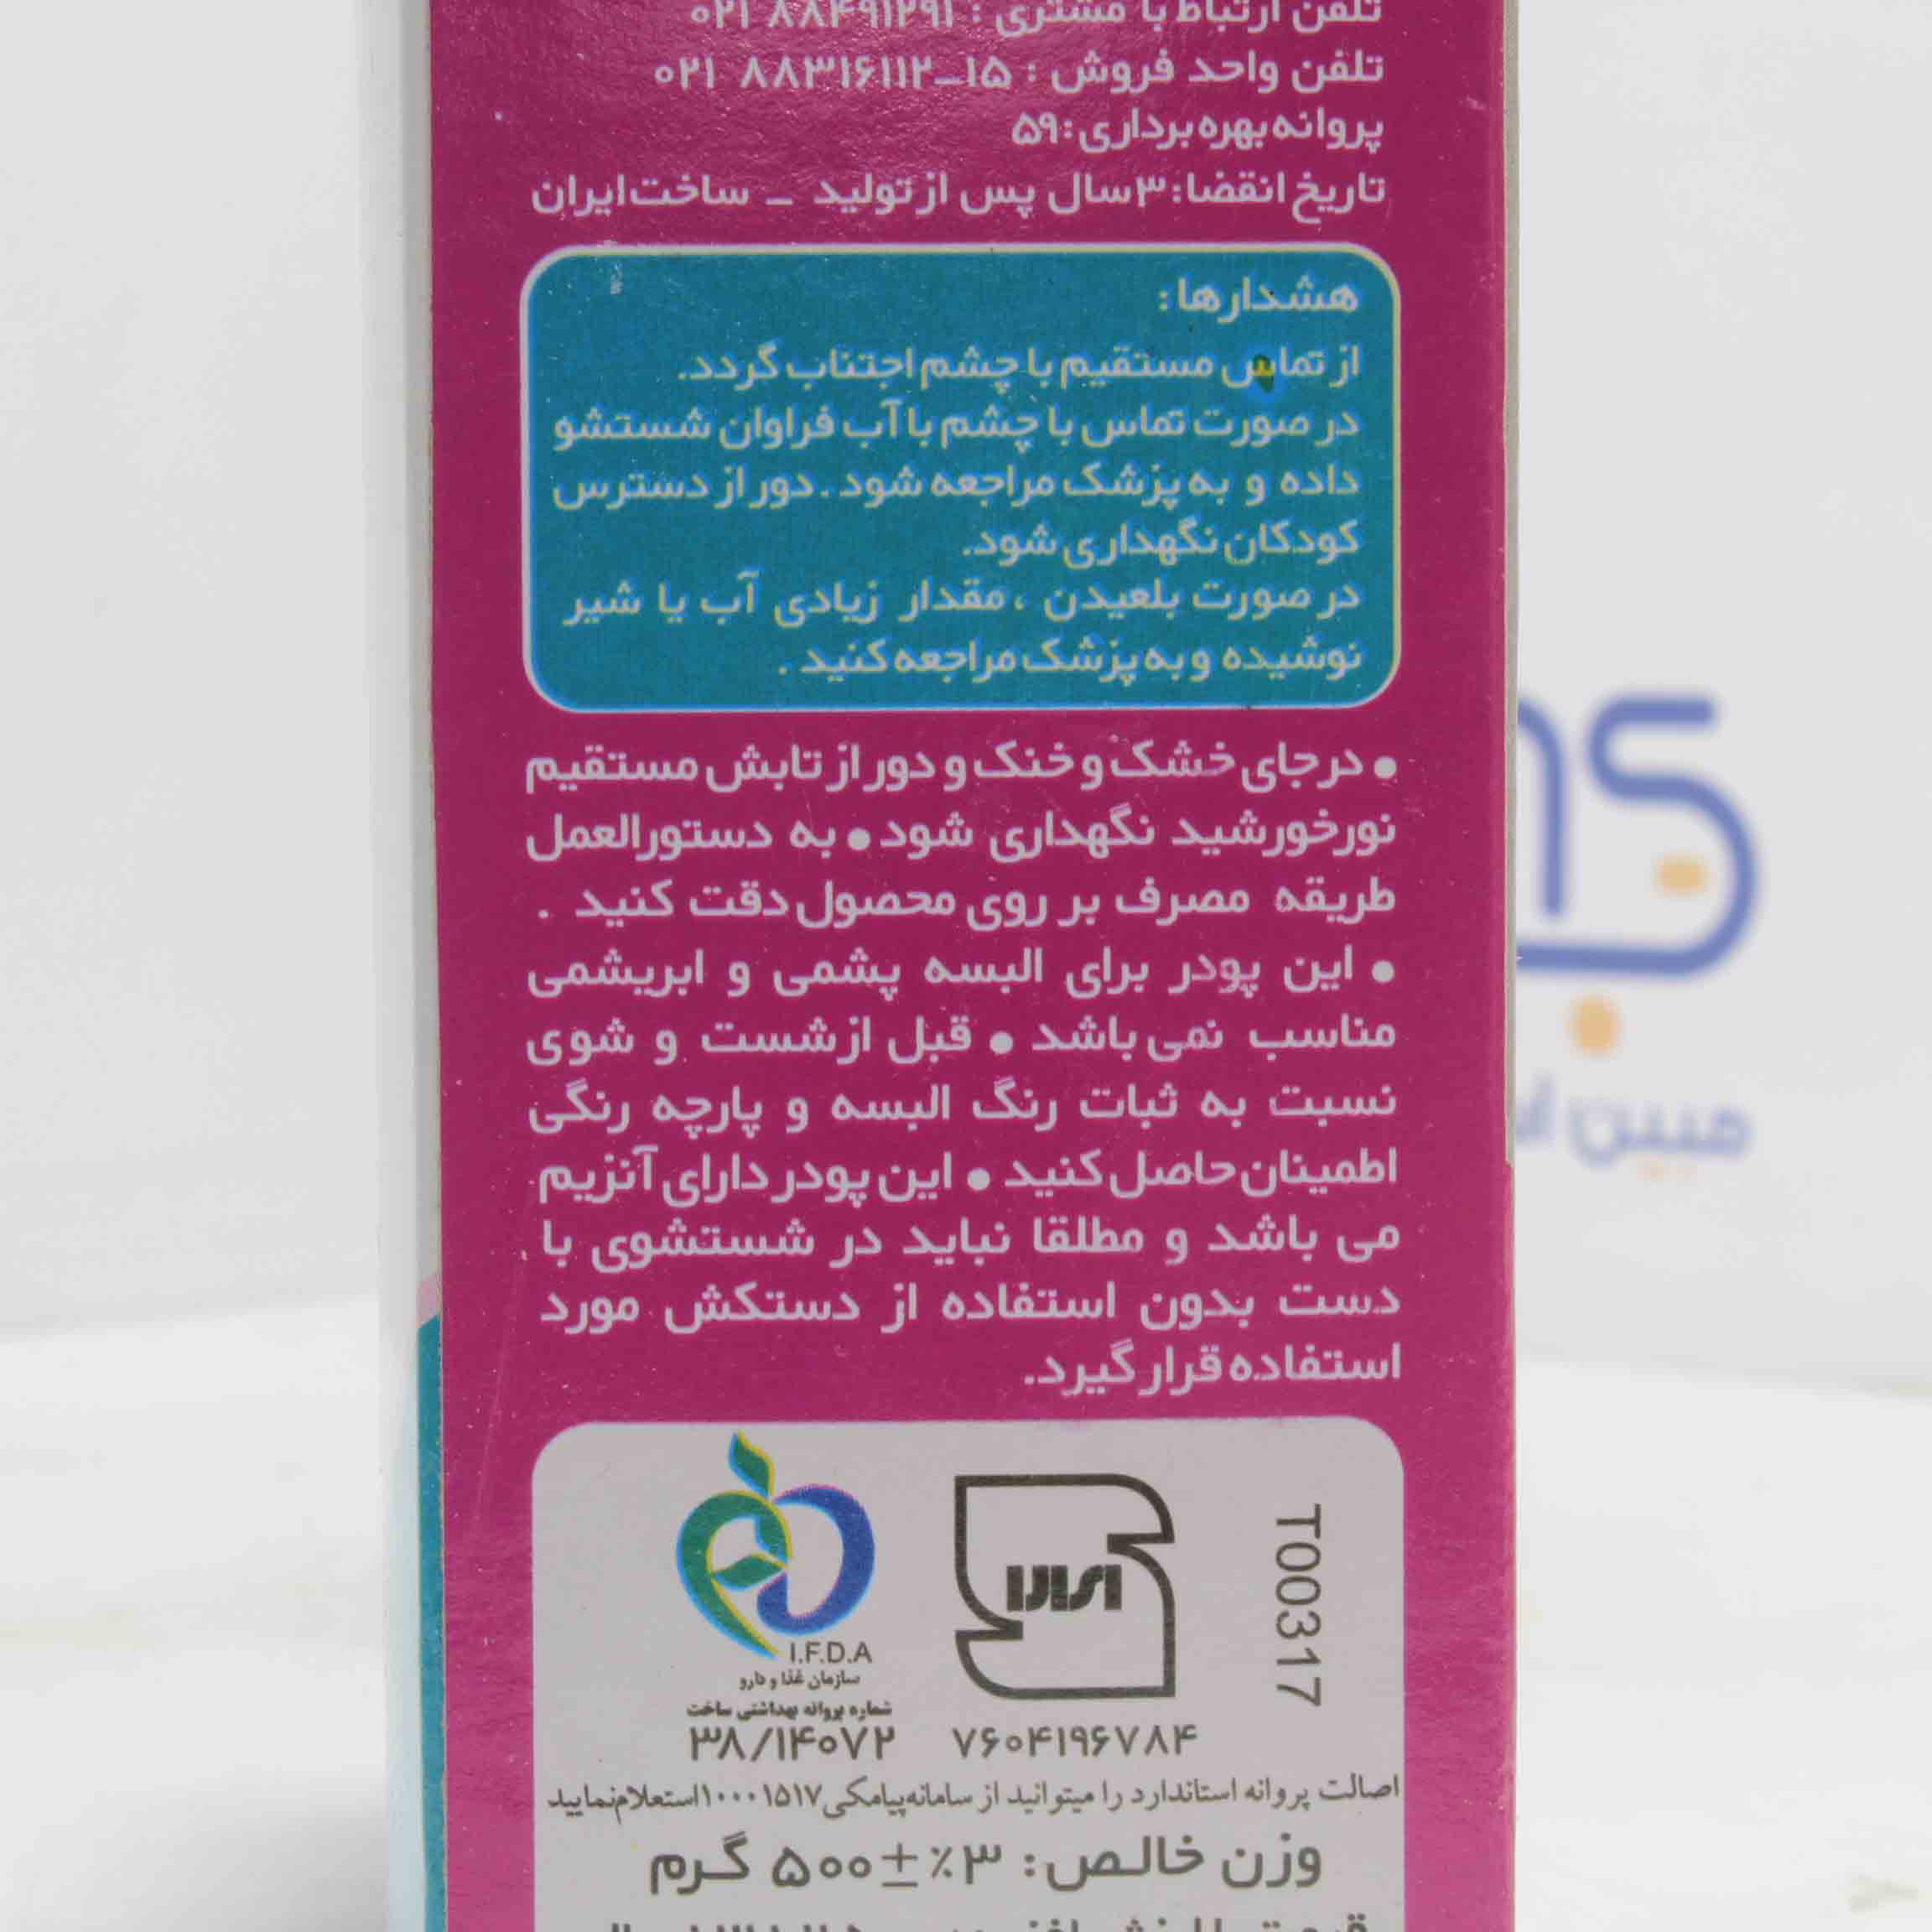 تلفن ارتباط با مشتری : ۸۸۴۹۱۲۹۱ ۰۲۱
تلفن واحد فروش : ۱۵_۸۸۳۱۶۱۱۲ ۰۲۱
پروانه بهره برداری:۵۹
تاریخ انقضا:۳سال پس از تولید _ ساخت ایران
هشدارها:
از تماس مستقیم با چشم اجتناب گردد.
در صورت تماس با چشم با آب فراوان شستشو
داده و به پزشک مراجعه شود. دور از دسترس
کودکان نگهداری شود.
در صورت بلعیدن ، مقدار زیادی آب یا شیر
نوشیده و به پزشک مراجعه کنید .
• درجای خشک و خنک و دور از تابش مستقیم
نورخورشید نگهداری شود • به دستورالعمل
طریقه مصرف بر روی محصول دقت کنید .
• این پودر برای البسه پشمی و ابریشمی
مناسب نمی باشد • قبل ازشست و شوی
نسبت به ثبات رنگ البسه و پارچه رنگی
اطمینان حاصل کنید • این پودر دارای آنزیم
می باشد و مطلقا نباید در شستشوی با
دست بدون استفاده از دستکش مورد
استفاده قرار گیرد.
T00317
I.F.D.A
سازمان غذا و دارو
شماره پروانه بهداشتی ساخت
۳۸/۱۴۰۷۲
۷۶۰۴۱۹۶۷۸۴
اصالت پروانه استاندارد را میتوانید از سامانه پیامکی ۱۰۰۰۱۵۱۷ استعلام نمایید
وزن خالص: ۳٪±۵۰۰ گرم
مبین